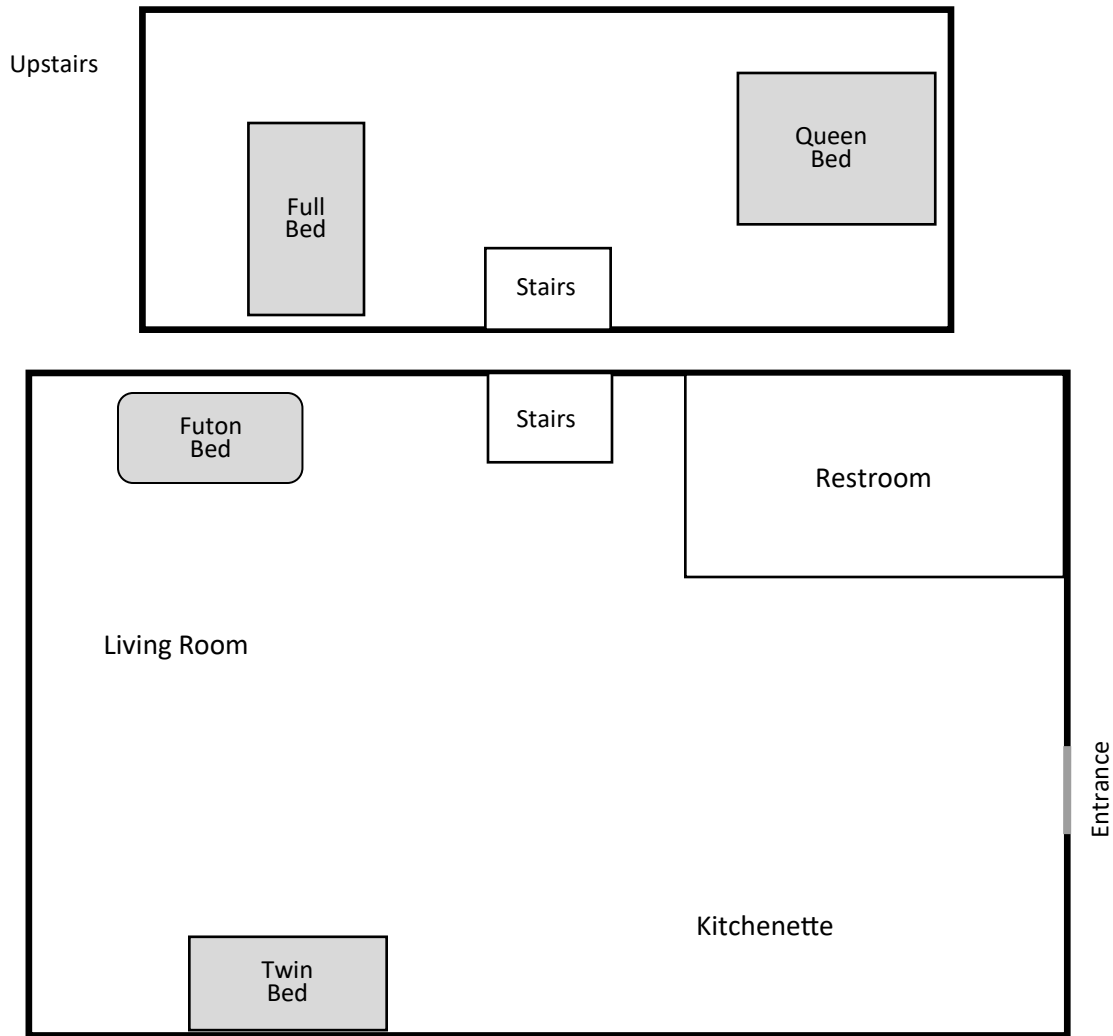 Upstairs
Queen
Bed
Full
Bed
Stairs
Futon
Bed
Stairs
Restroom
Living Room
Entrance
Kitchenette
Twin
Bed